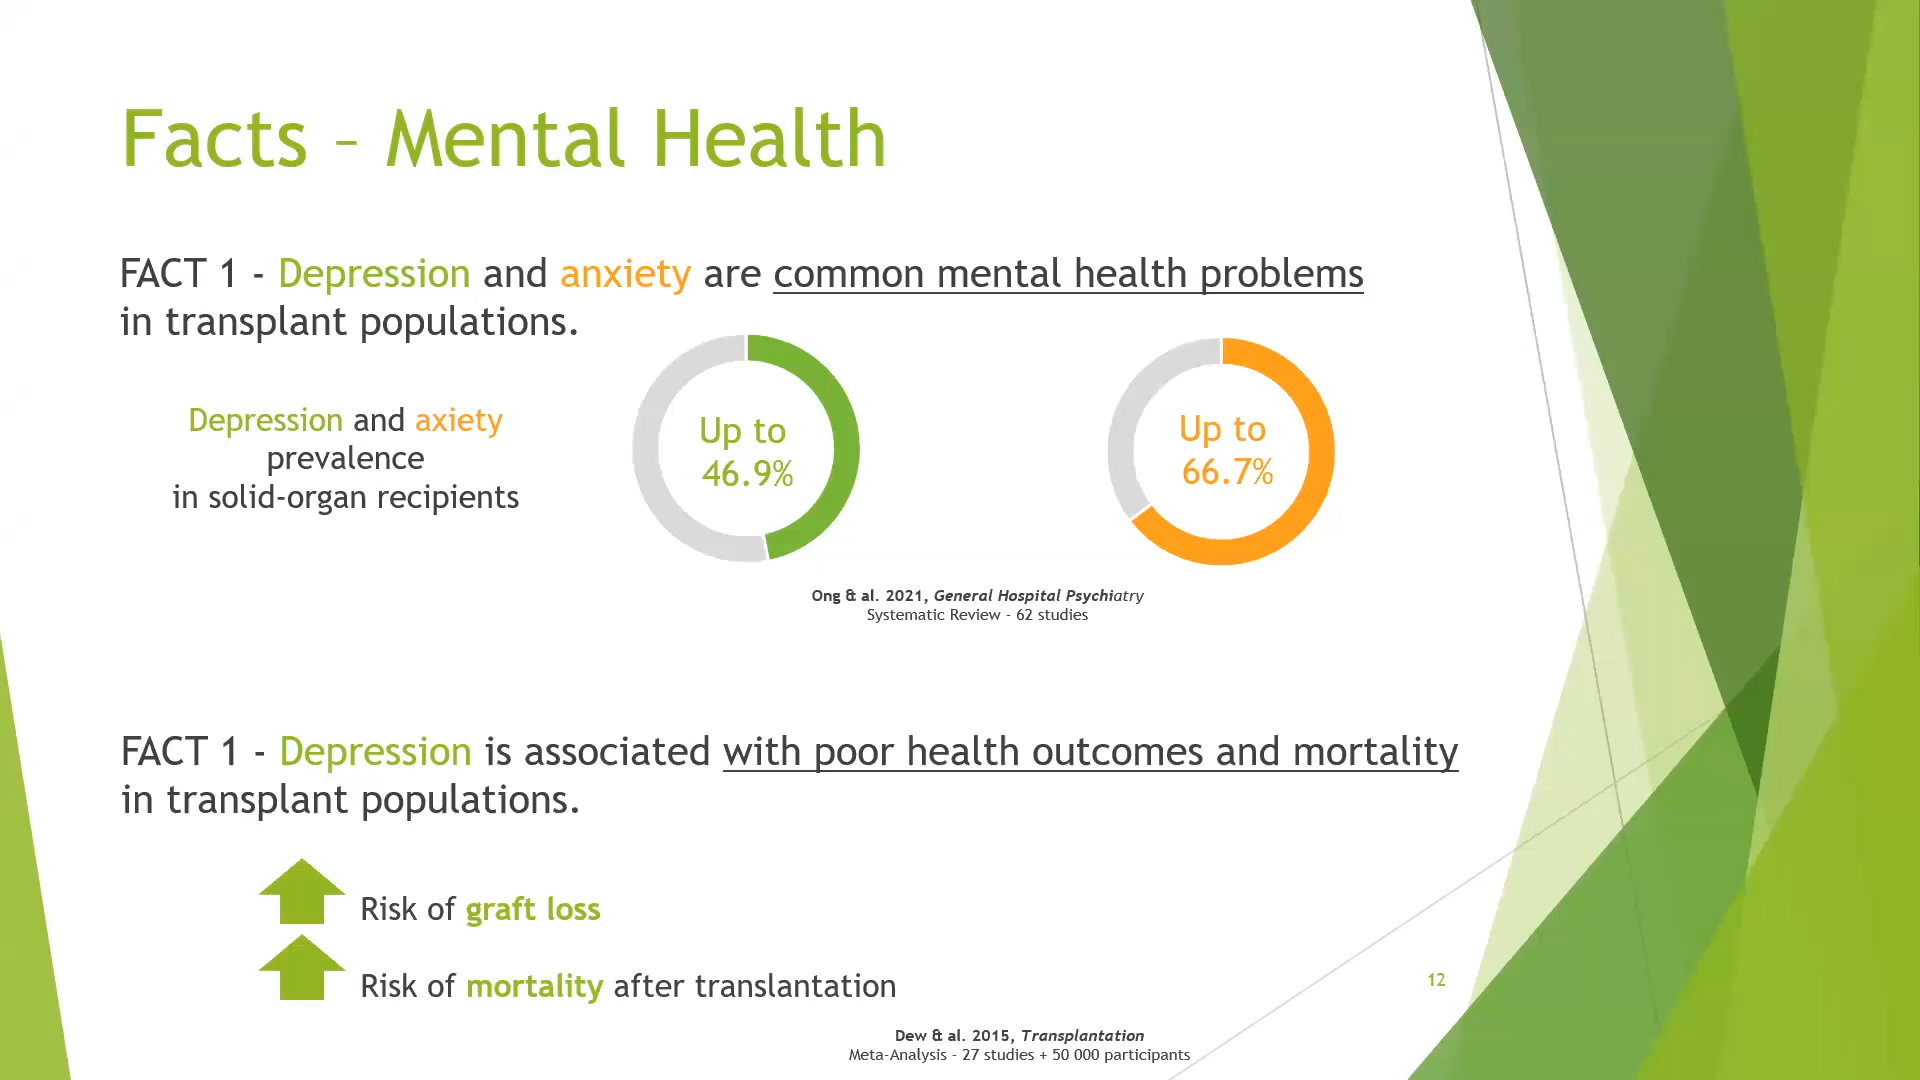 Facts – Mental Health
FACT 1 - Depression and anxiety are common mental health problems
in transplant populations.
Depression and axiety
prevalence
in solid-organ recipients
Up to
46.9%
Up to
66.7%
Ong & al. 2021, General Hospital Psychiatry
Systematic Review - 62 studies
FACT 1 - Depression is associated with poor health outcomes and mortality
in transplant populations.
Risk of graft loss
Risk of mortality after translantation
12
Dew & al. 2015, Transplantation
Meta-Analysis - 27 studies + 50 000 participants